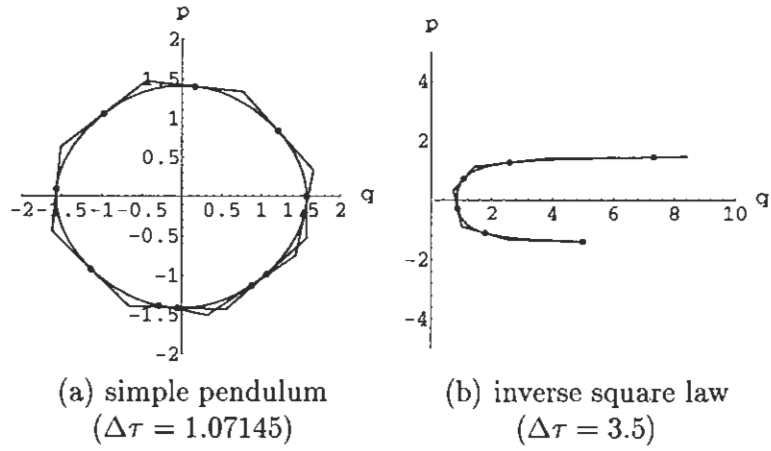 p
2
1.5
1
0.5
-2 -1.5 -1 -0.5 0.5 1 1.5 2 q
-0.5
-1
-1.5
-2
(a) simple pendulum
(Δτ = 1.07145)
p
4
2
2 4 6 8 10 q
-2
-4
(b) inverse square law
(Δτ = 3.5)